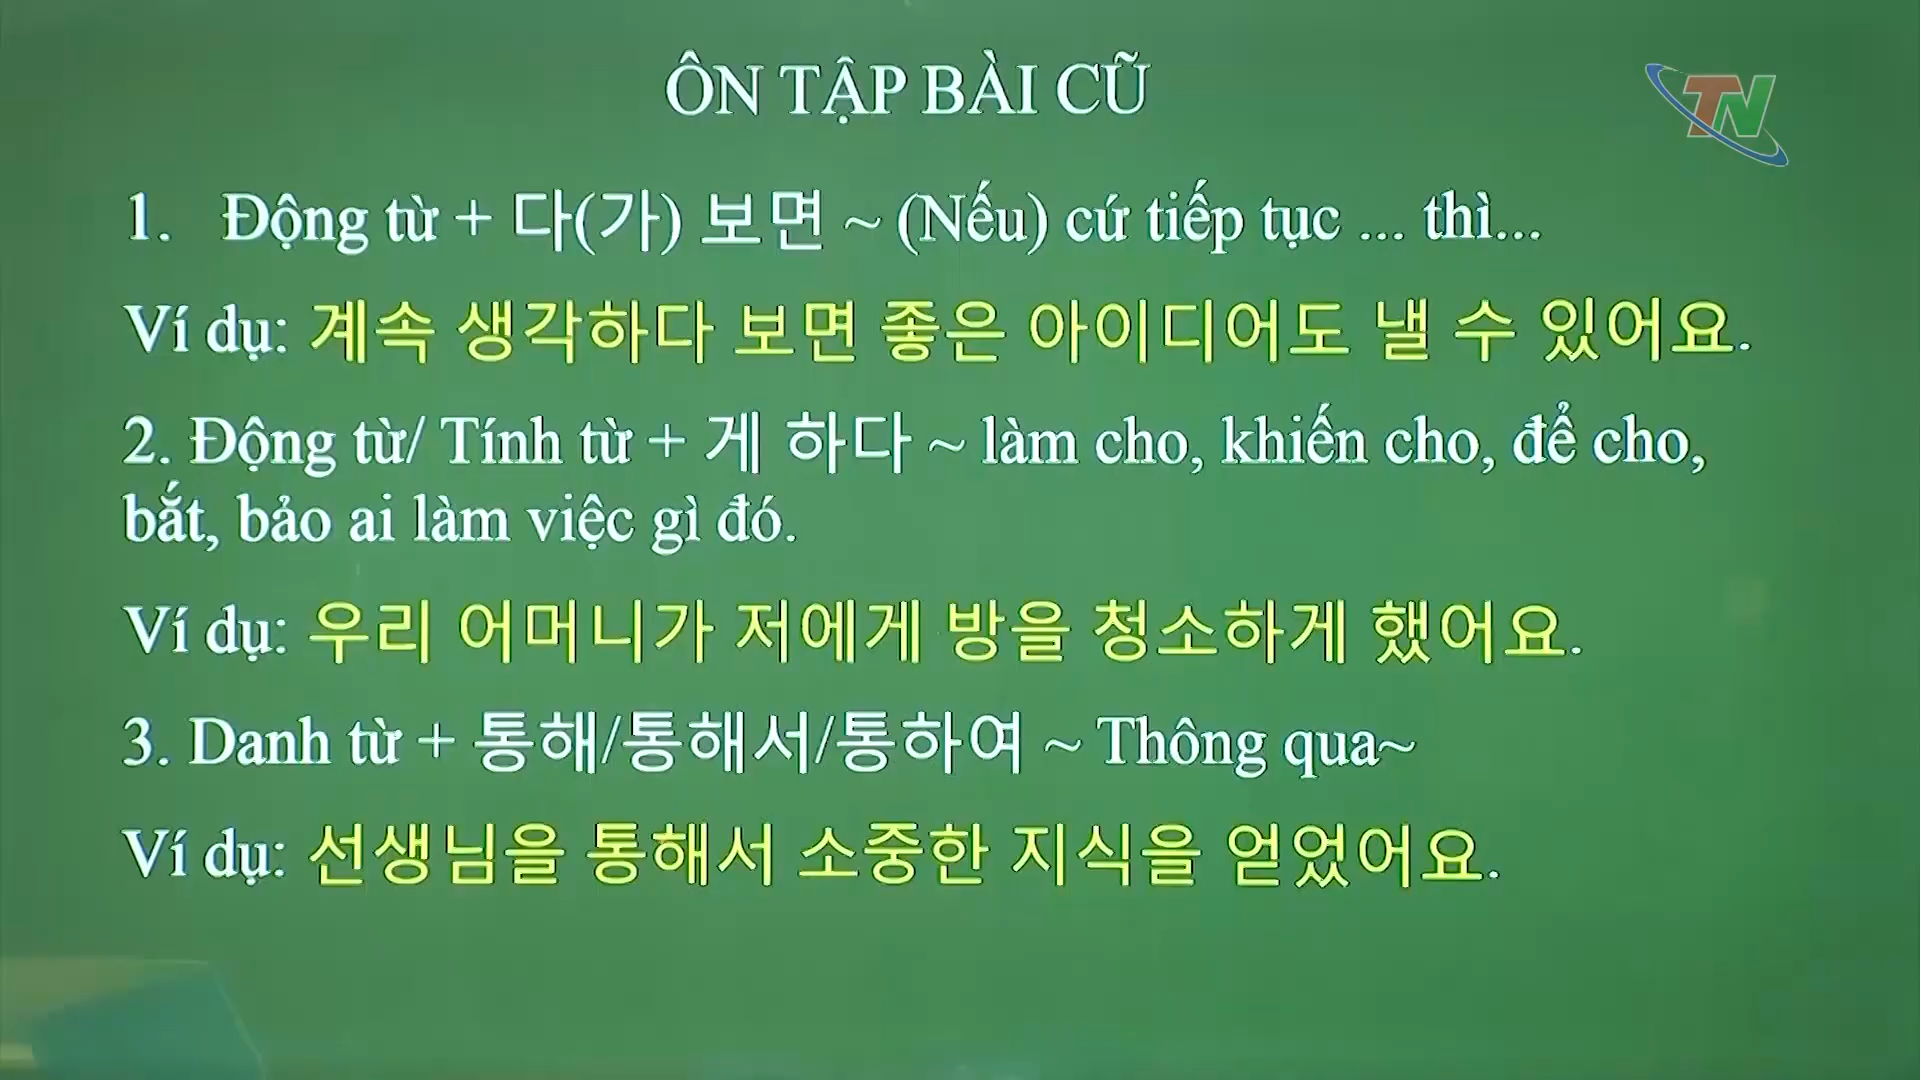 ÔN TẬP BÀI CŨ
TN
1. Động từ + 다(가) 보면 ~ (Nếu) cứ tiếp tục ... thì...
Ví dụ: 계속 생각하다 보면 좋은 아이디어도 낼 수 있어요.
2. Động từ/ Tính từ + 게 하다 ~ làm cho, khiến cho, để cho,
bắt, bảo ai làm việc gì đó.
Ví dụ: 우리 어머니가 저에게 방을 청소하게 했어요.
3. Danh từ + 통해/통해서/통하여 ~ Thông qua~
Ví dụ: 선생님을 통해서 소중한 지식을 얻었어요.